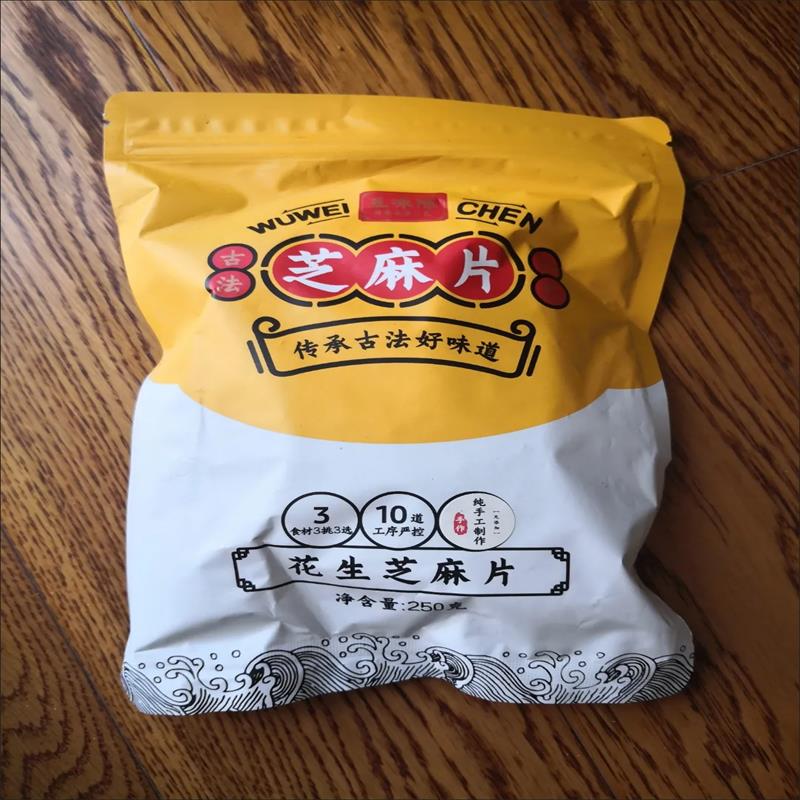 WUWEI CHEN
古法
芝麻片
传承古法好味道
3
食材3挑3选
10道
工序严控
手作
纯手工制作
花生芝麻片
净含量:250克